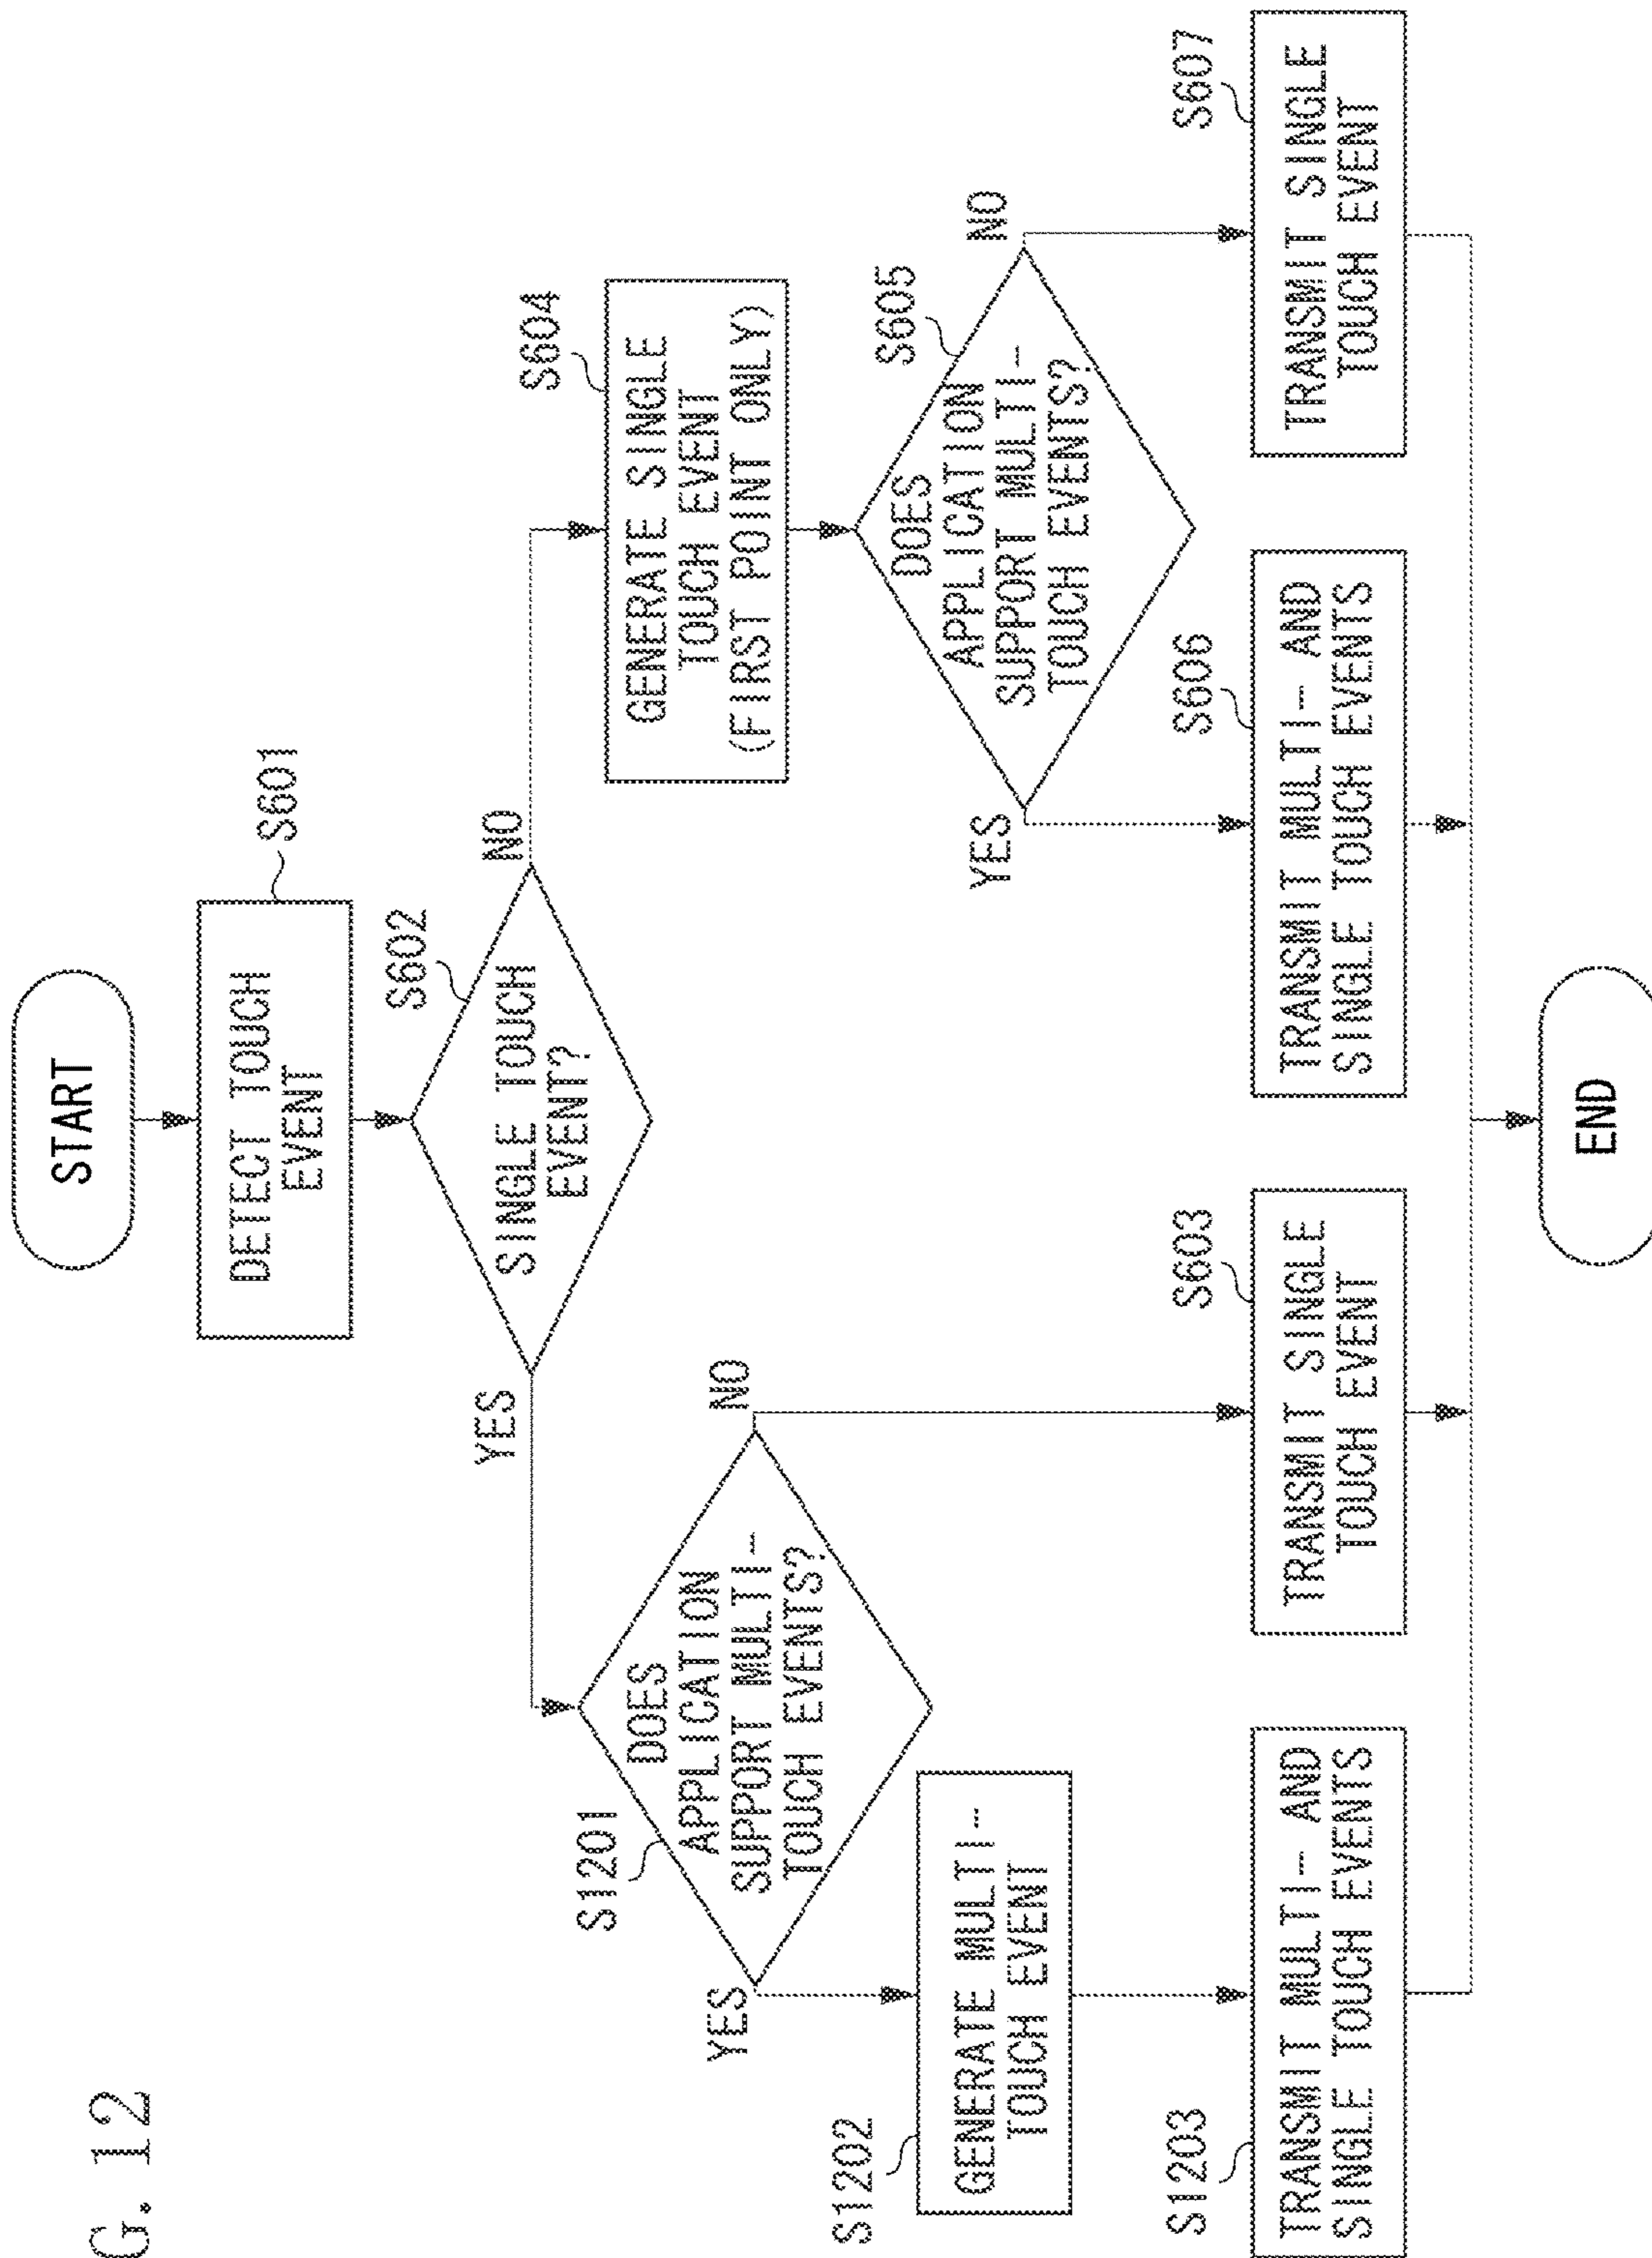 G. 12
START
S601
DETECT TOUCH
EVENT
S602
SINGLE TOUCH
EVENT?
YES
NO
S1201
DOES
APPLICATION
SUPPORT MULTI-
TOUCH EVENTS?
YES
NO
S604
GENERATE SINGLE
TOUCH EVENT
(FIRST POINT ONLY)
S605
DOES
APPLICATION
SUPPORT MULTI-
TOUCH EVENTS?
YES
NO
S1202
GENERATE MULTI-
TOUCH EVENT
S1203
TRANSMIT MULTI- AND
SINGLE TOUCH EVENTS
S603
TRANSMIT SINGLE
TOUCH EVENT
S606
TRANSMIT MULTI- AND
SINGLE TOUCH EVENTS
S607
TRANSMIT SINGLE
TOUCH EVENT
END